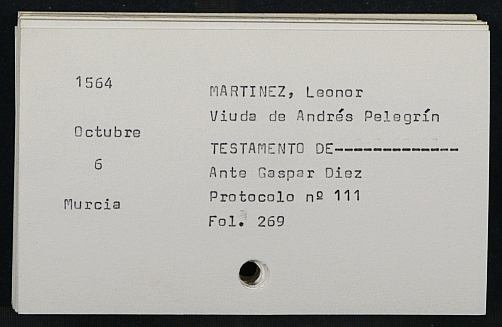 1564
MARTINEZ, Leonor
Viuda de Andrés Pelegrín
Octubre
TESTAMENTO DE-------------
6
Ante Gaspar Diez
Murcia
Protocolo nº 111
Fol. 269